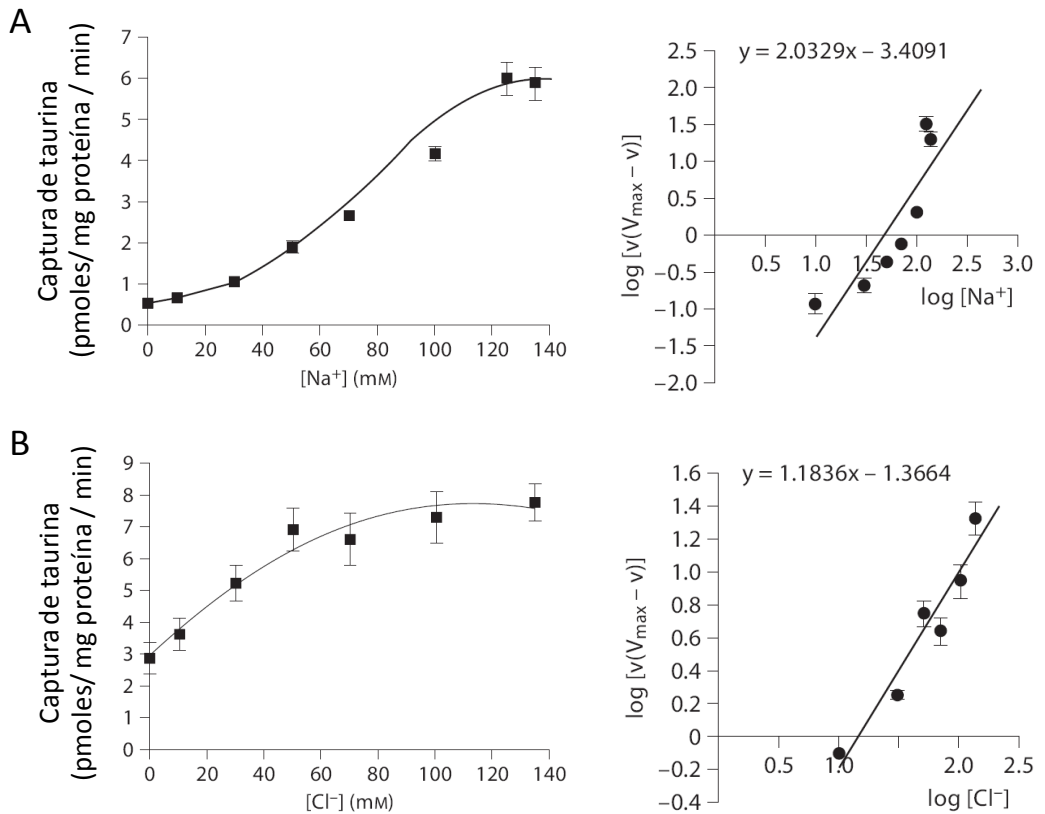 A
Captura de taurina
(pmoles/ mg proteína / min)
7
6
5
4
3
2
1
0
0 20 40 60 80 100 120 140
[Na⁺] (mM)
y = 2.0329x – 3.4091
log [v(Vmax – v)]
2.5
2.0
1.5
1.0
0.5
0
–0.5
–1.0
–1.5
–2.0
0.5 1.0 1.5 2.0 2.5 3.0
log [Na⁺]
B
Captura de taurina
(pmoles/ mg proteína / min)
9
8
7
6
5
4
3
2
1
0
0 20 40 60 80 100 120 140
[Cl⁻] (mM)
y = 1.1836x – 1.3664
log [v(Vmax – v)]
1.6
1.4
1.2
1.0
0.8
0.6
0.4
0.2
0
–0.2
–0.4
0.5 1.0 2.0 2.5
log [Cl⁻]